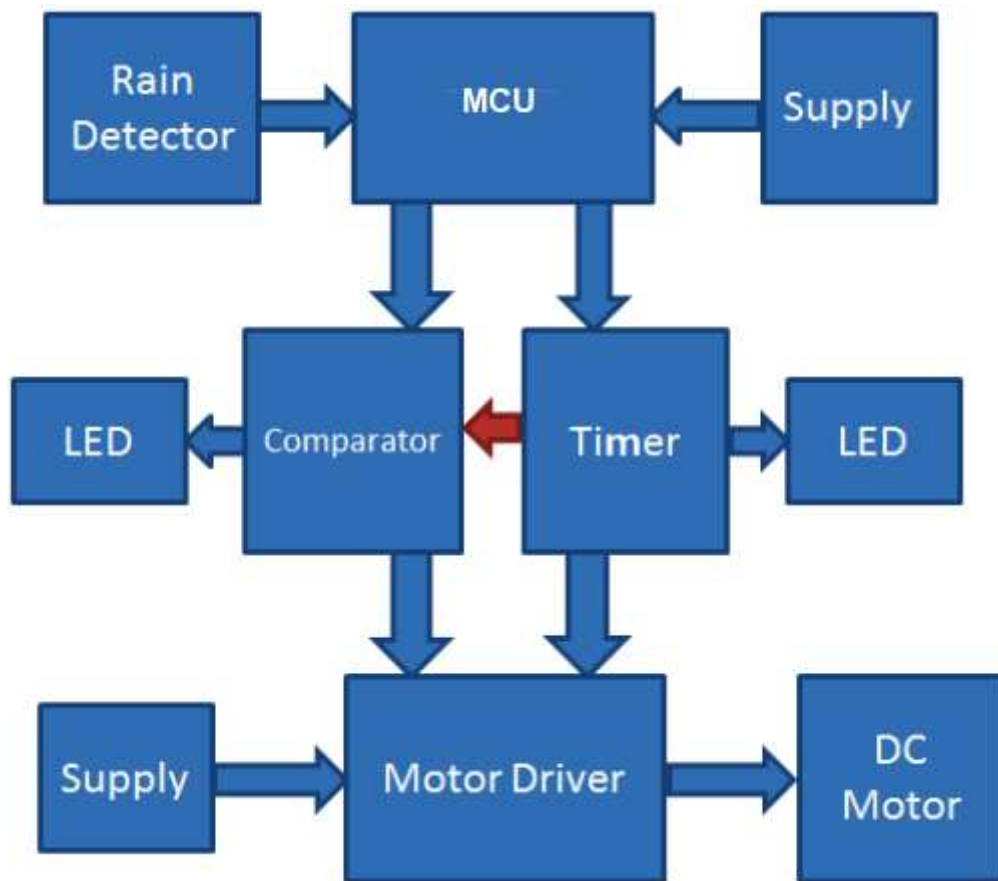 Rain
Detector
MCU
Supply
LED
Comparator
Timer
LED
Supply
Motor Driver
DC
Motor